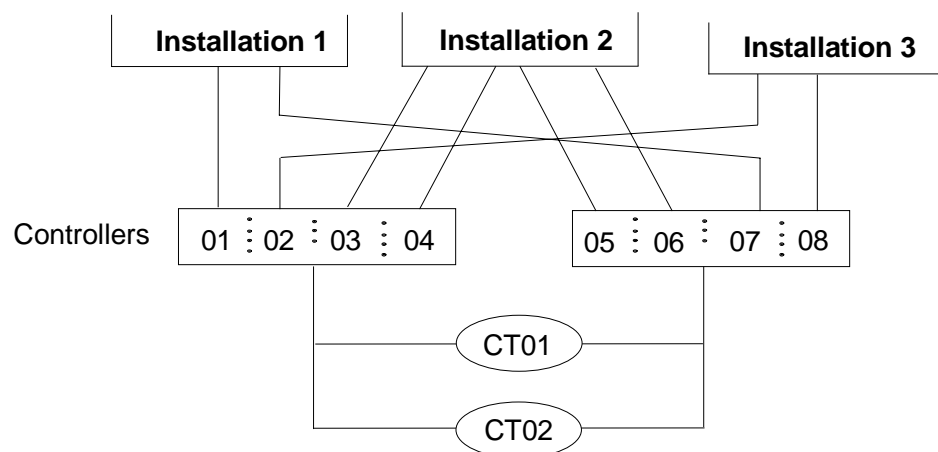 Installation 1
Installation 2
Installation 3
Controllers
01 02 03 04
05 06 07 08
CT01
CT02